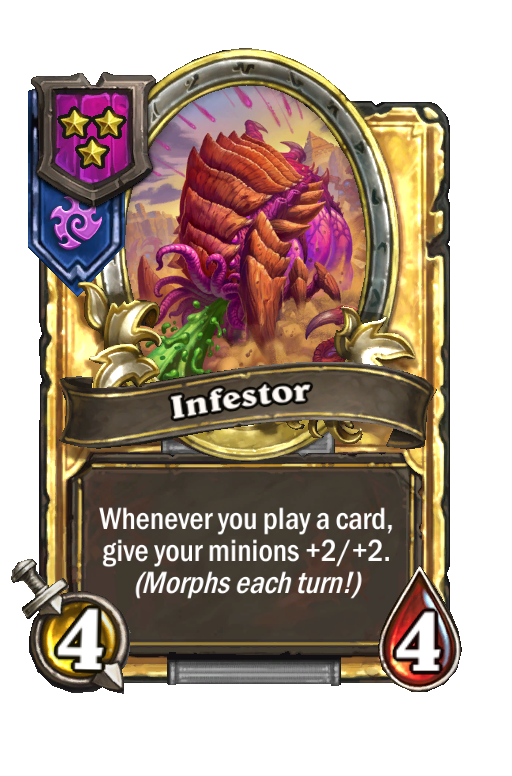 Infestor
Whenever you play a card,
give your minions +2/+2.
(Morphs each turn!)
4
4